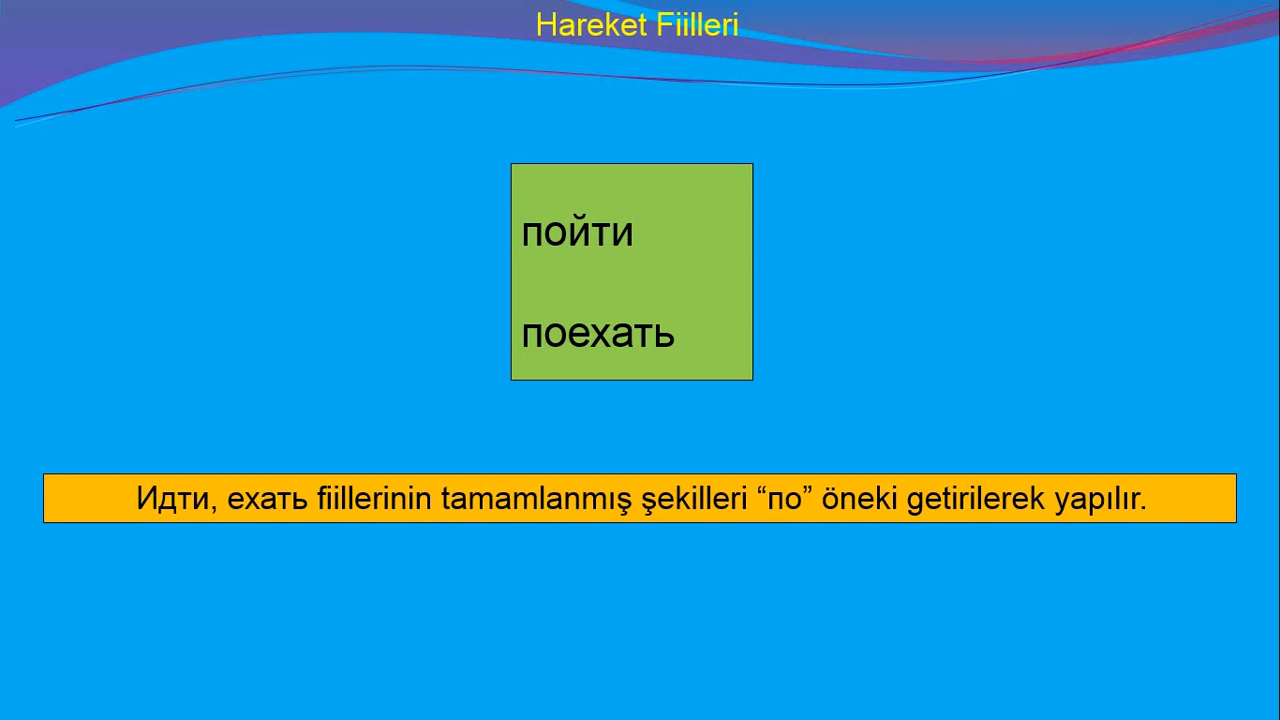 Hareket Fiilleri
пойти
поехать
Идти, ехать fiillerinin tamamlanmış şekilleri “по” öneki getirilerek yapılır.